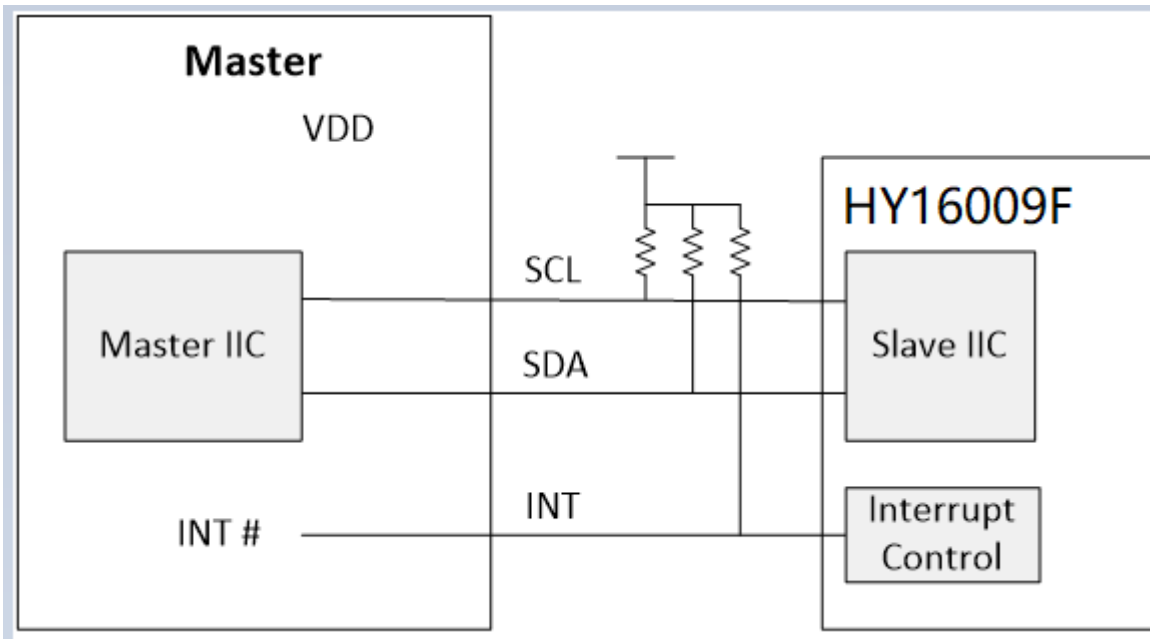 Master
VDD
HY16009F
SCL
Master IIC
Slave IIC
SDA
INT
INT #
Interrupt
Control